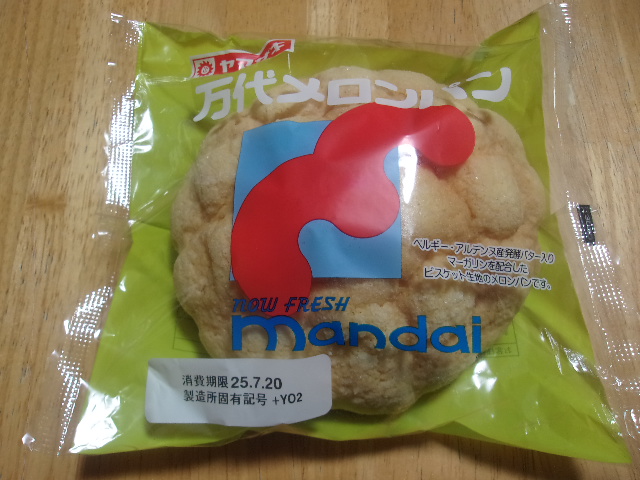 ヤマザキ
万代メロンパン
ベルギー・アルデンヌ産発酵バター入り
マーガリンを配合した
ビスケット生地のメロンパンです。
NOW FRESH
mandai
消費期限 25.7.20
製造所固有記号 +YO2